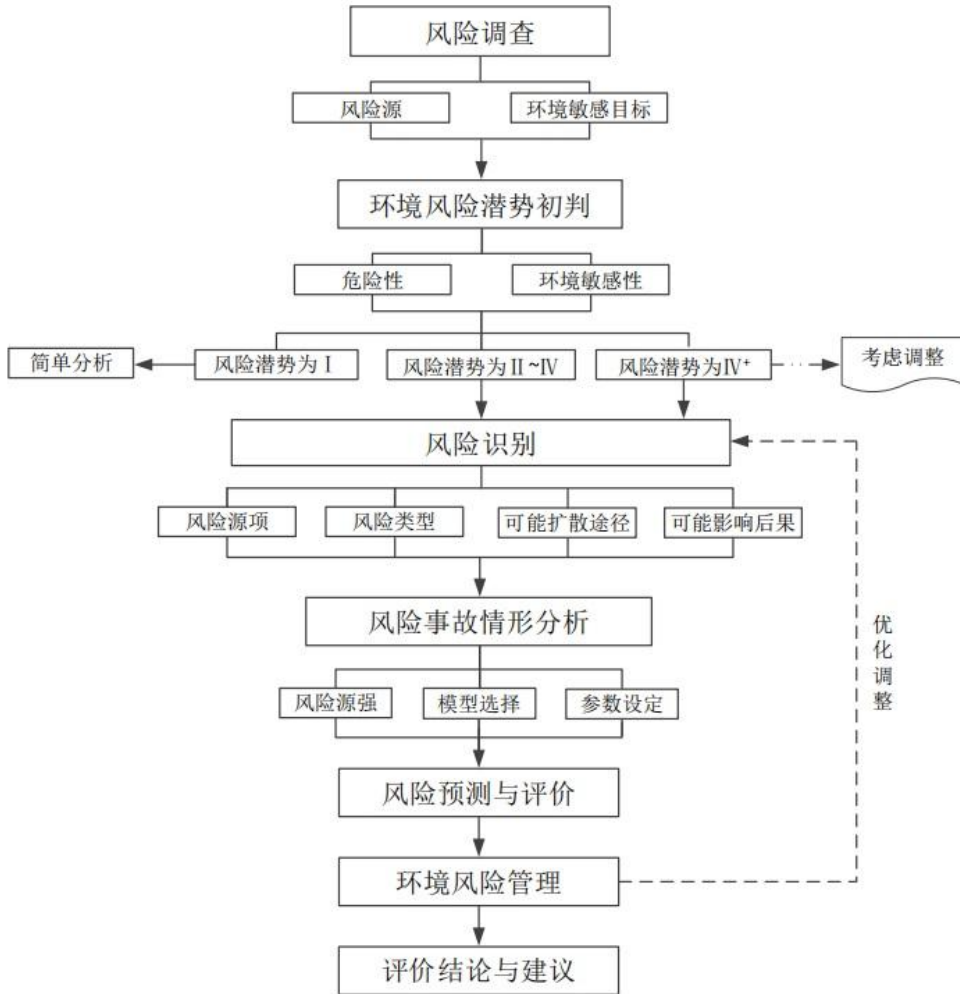 风险调查
风险源
环境敏感目标
环境风险潜势初判
危险性
环境敏感性
简单分析
风险潜势为Ⅰ
风险潜势为Ⅱ~Ⅳ
风险潜势为Ⅳ⁺
考虑调整
风险识别
风险源项
风险类型
可能扩散途径
可能影响后果
风险事故情形分析
优化调整
风险源强
模型选择
参数设定
风险预测与评价
环境风险管理
评价结论与建议